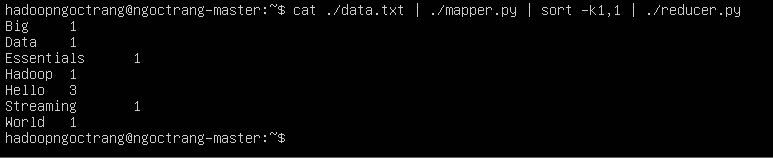 hadoopngoctrang@ngoctrang-master:~$ cat ./data.txt | ./mapper.py | sort -k1,1 | ./reducer.py
Big 1
Data 1
Essentials 1
Hadoop 1
Hello 3
Streaming 1
World 1
hadoopngoctrang@ngoctrang-master:~$